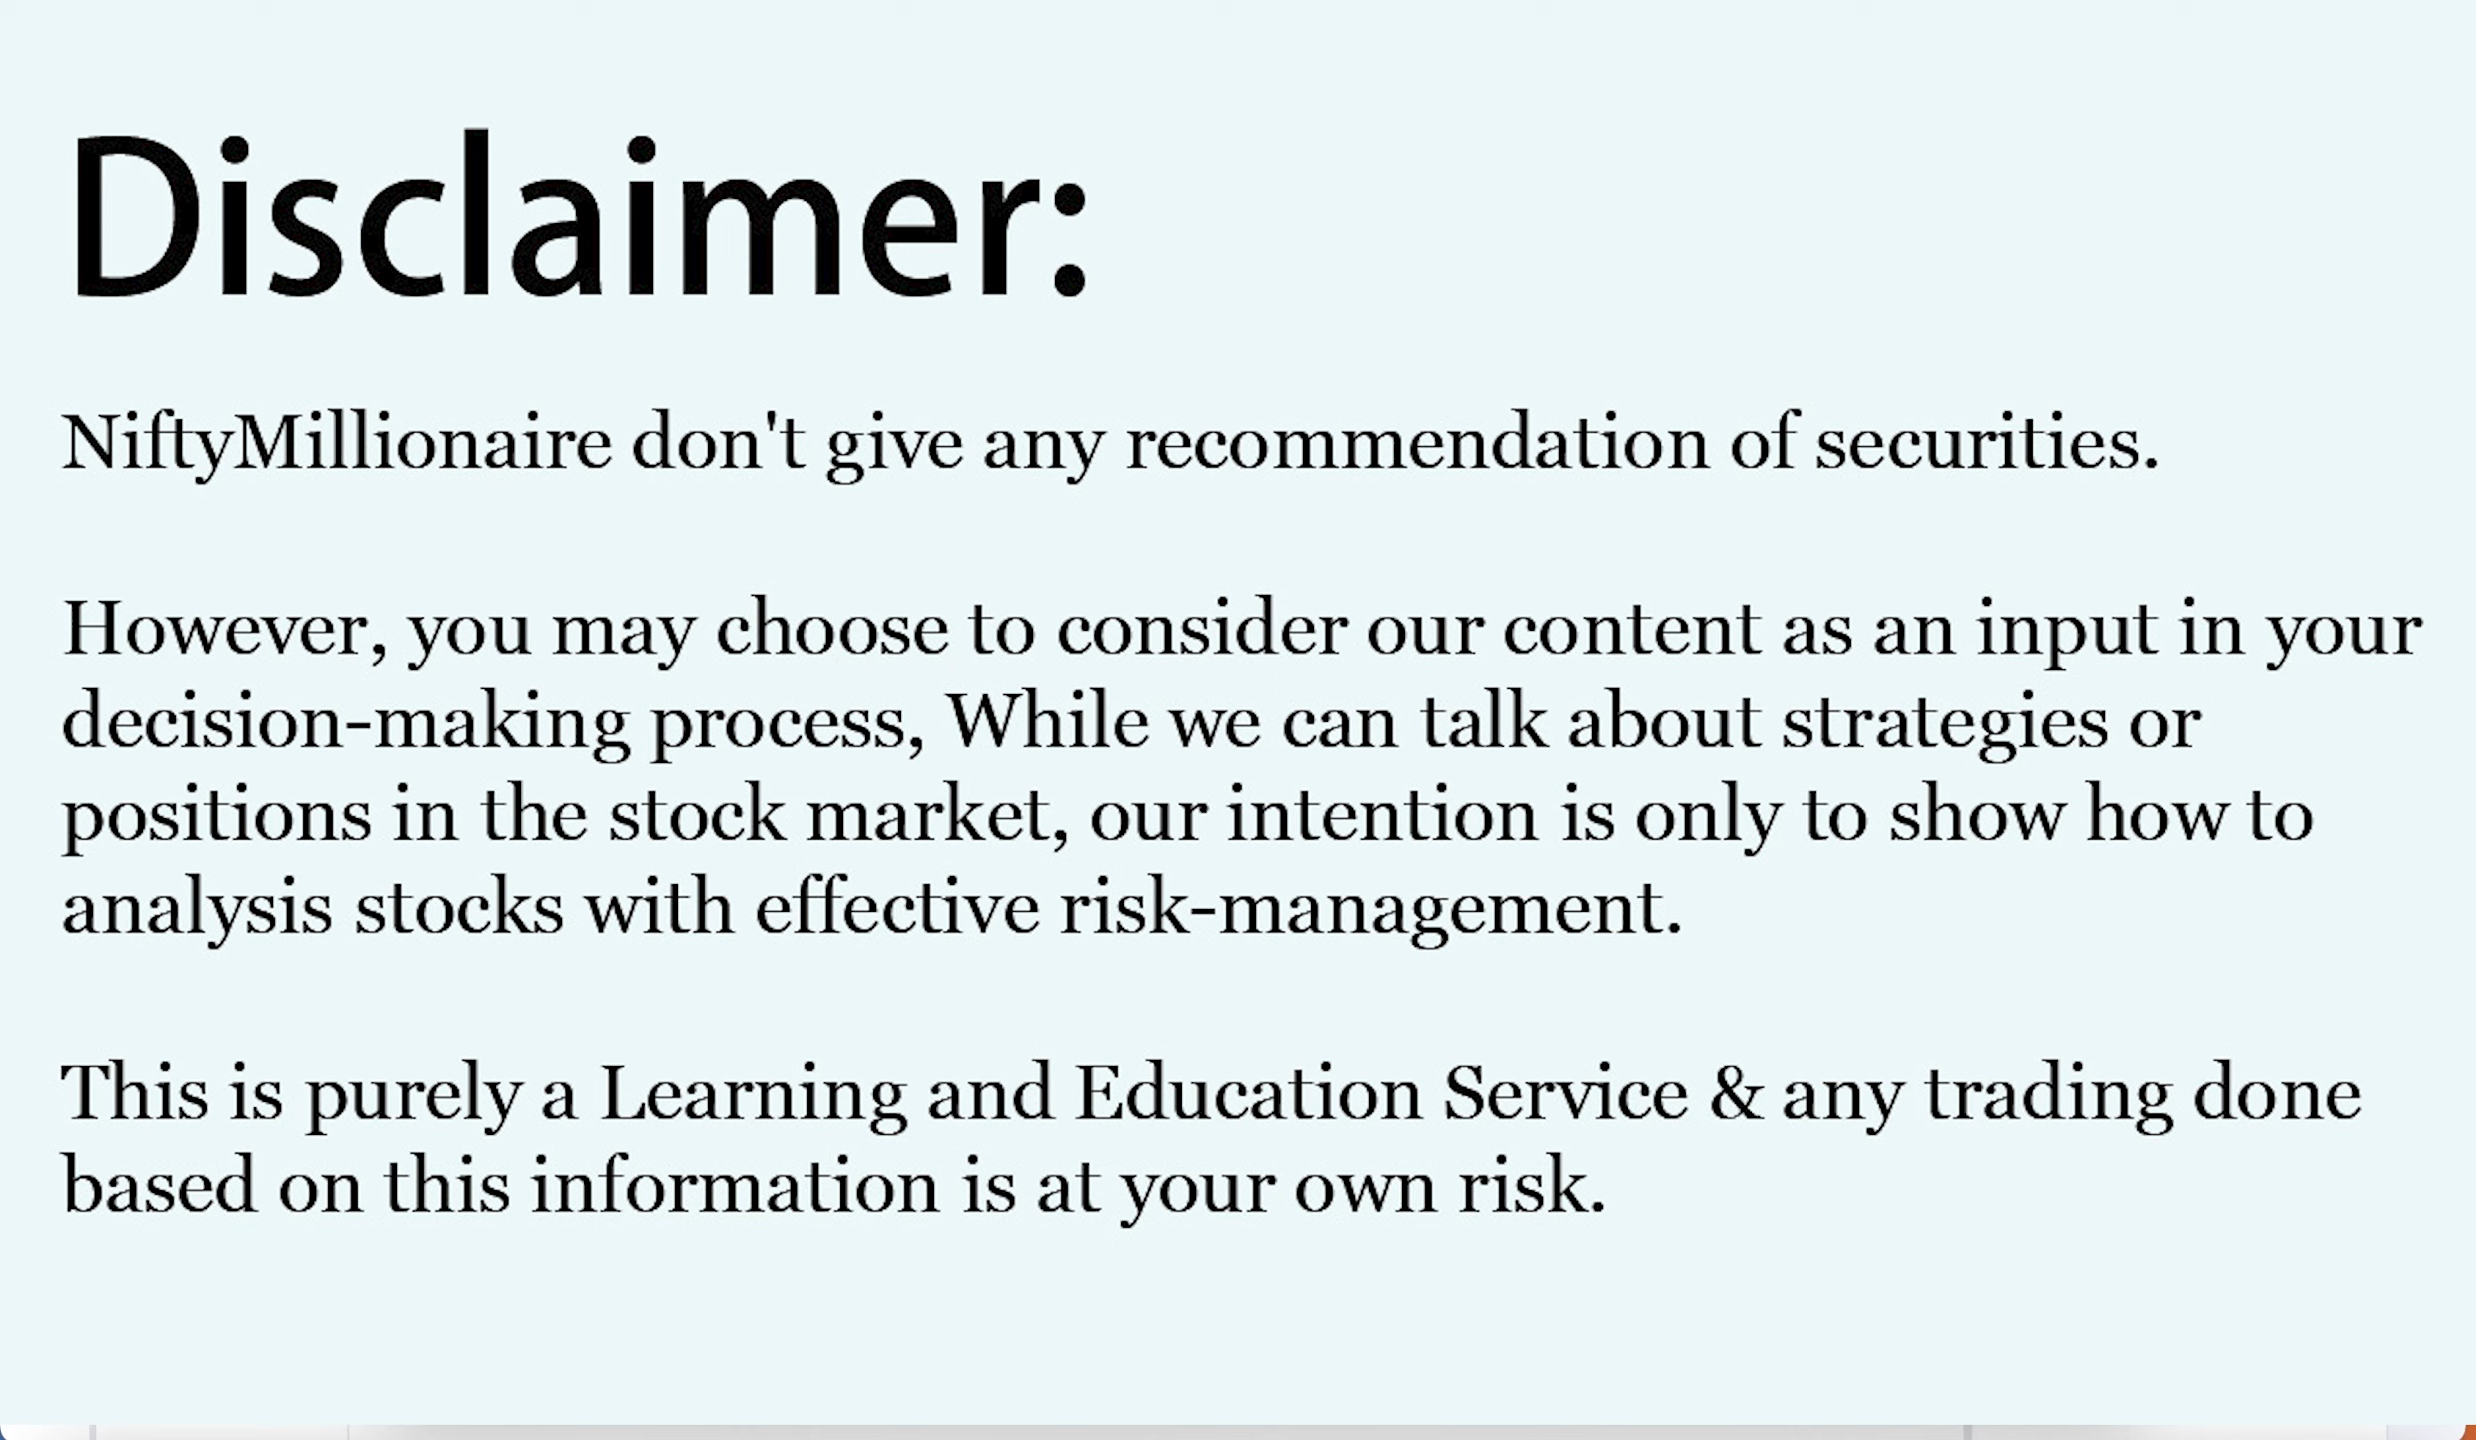 Disclaimer:
NiftyMillionaire don't give any recommendation of securities.
However, you may choose to consider our content as an input in your
decision-making process, While we can talk about strategies or
positions in the stock market, our intention is only to show how to
analysis stocks with effective risk-management.
This is purely a Learning and Education Service & any trading done
based on this information is at your own risk.